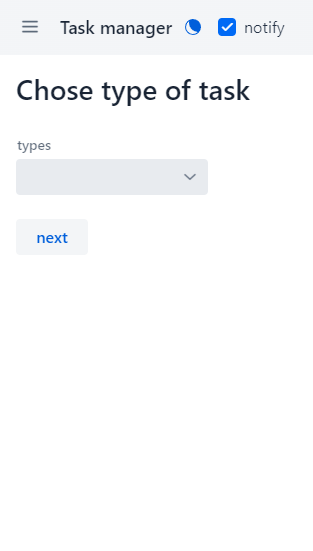 Task manager notify
Chose type of task
types
next